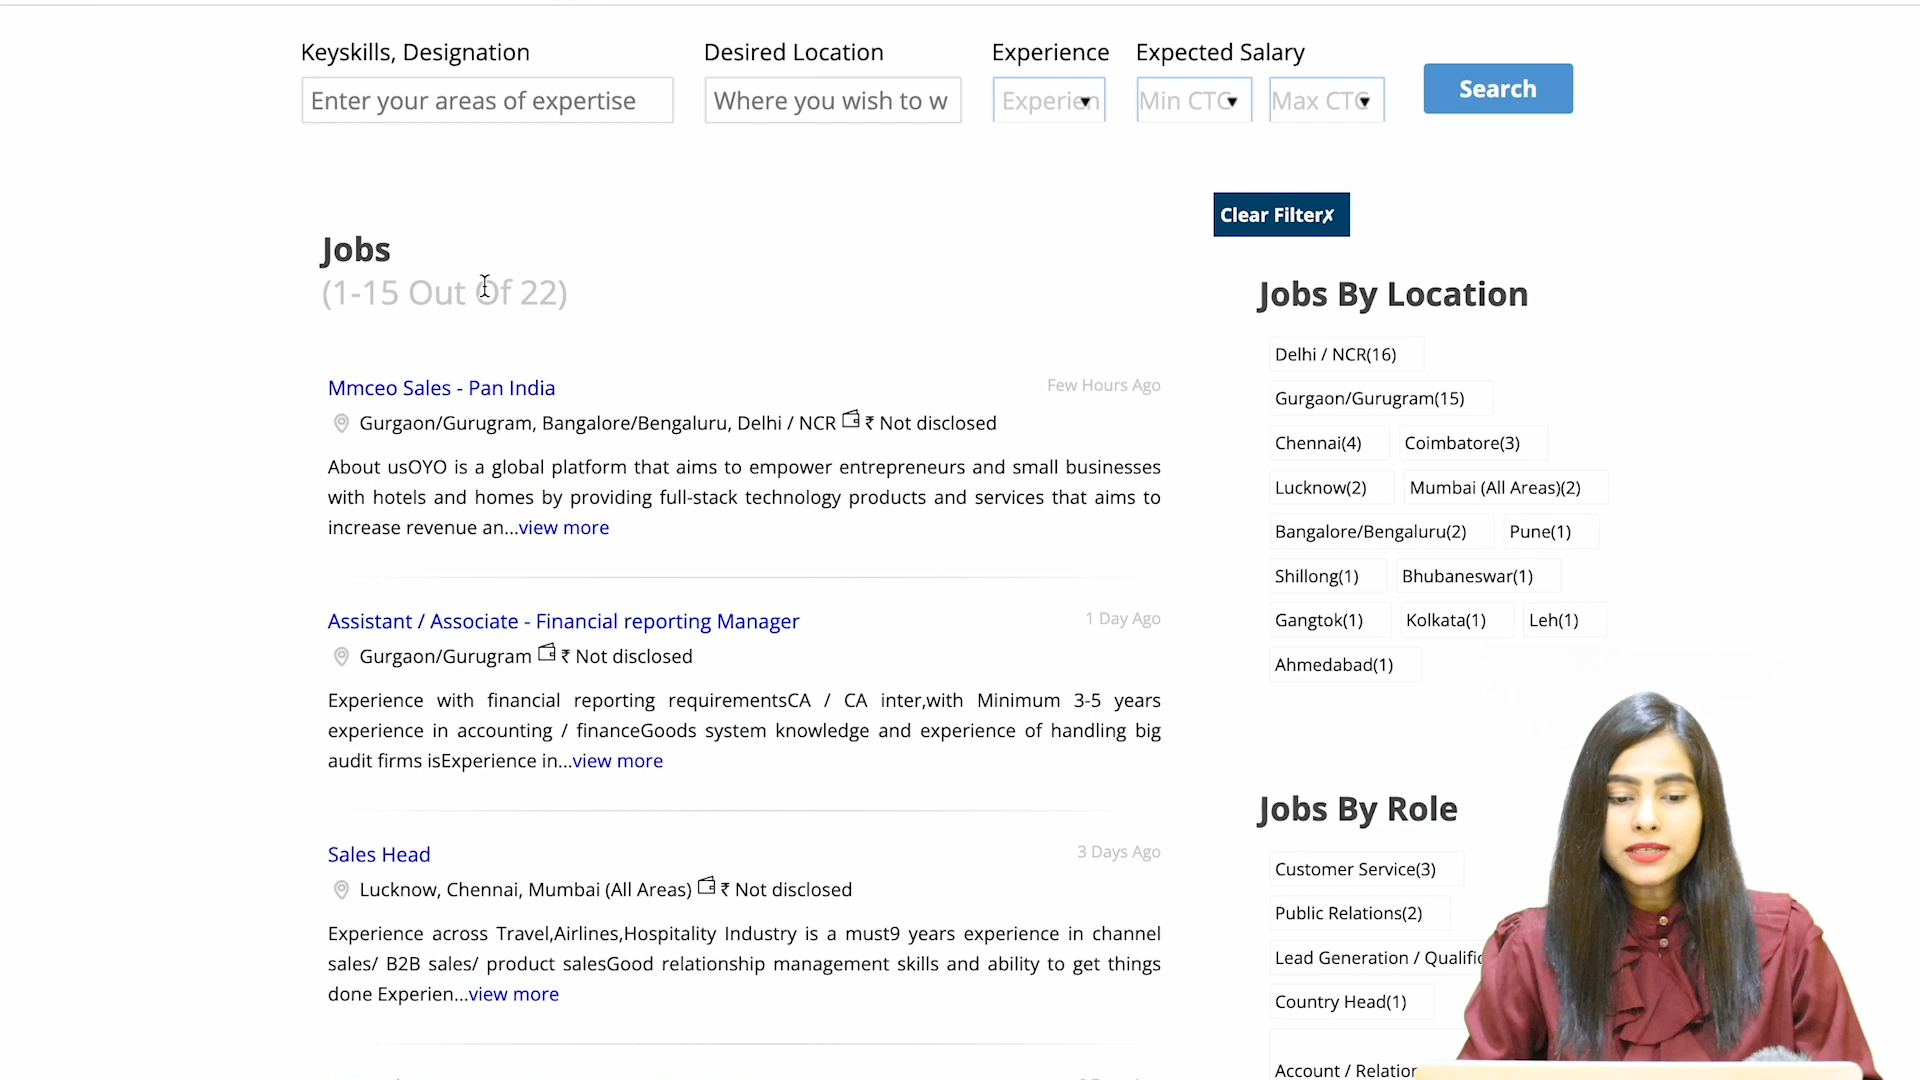 Keyskills, Designation
Desired Location
Experience
Expected Salary
Enter your areas of expertise
Where you wish to w
Experien
Min CTC
Max CTC
Search
Clear Filter✗
Jobs
(1-15 Out Of 22)
Mmceo Sales - Pan India
Few Hours Ago
Gurgaon/Gurugram, Bangalore/Bengaluru, Delhi / NCR ₹ Not disclosed
About usOYO is a global platform that aims to empower entrepreneurs and small businesses
with hotels and homes by providing full-stack technology products and services that aims to
increase revenue an...view more
Assistant / Associate - Financial reporting Manager
1 Day Ago
Gurgaon/Gurugram ₹ Not disclosed
Experience with financial reporting requirementsCA / CA inter,with Minimum 3-5 years
experience in accounting / financeGoods system knowledge and experience of handling big
audit firms isExperience in...view more
Sales Head
3 Days Ago
Lucknow, Chennai, Mumbai (All Areas) ₹ Not disclosed
Experience across Travel,Airlines,Hospitality Industry is a must9 years experience in channel
sales/ B2B sales/ product salesGood relationship management skills and ability to get things
done Experien...view more
Jobs By Location
Delhi / NCR(16)
Gurgaon/Gurugram(15)
Chennai(4) Coimbatore(3)
Lucknow(2) Mumbai (All Areas)(2)
Bangalore/Bengaluru(2) Pune(1)
Shillong(1) Bhubaneswar(1)
Gangtok(1) Kolkata(1) Leh(1)
Ahmedabad(1)
Jobs By Role
Customer Service(3)
Public Relations(2)
Lead Generation / Qualific
Country Head(1)
Account / Relation